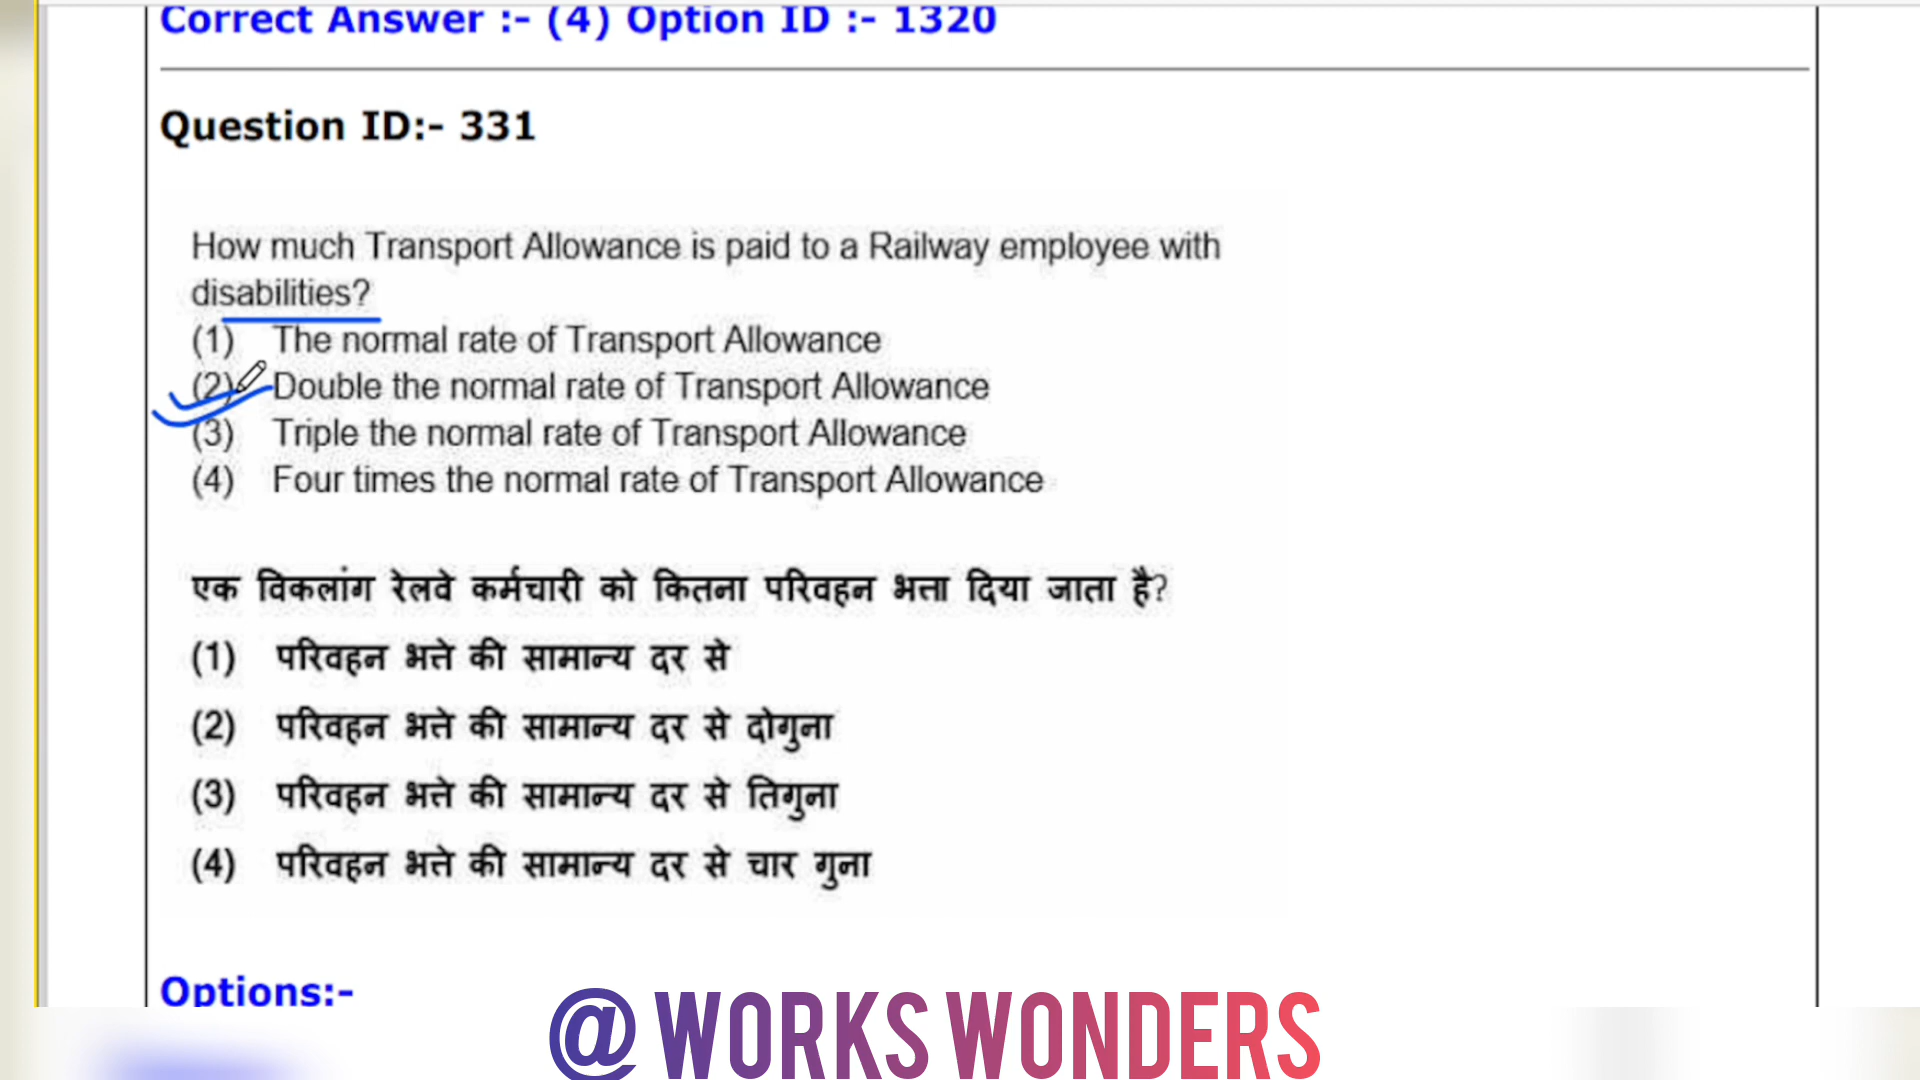 Correct Answer :- (4) Option ID :- 1320
Question ID:- 331
How much Transport Allowance is paid to a Railway employee with
disabilities?
(1) The normal rate of Transport Allowance
(2) Double the normal rate of Transport Allowance
(3) Triple the normal rate of Transport Allowance
(4) Four times the normal rate of Transport Allowance
एक विकलांग रेलवे कर्मचारी को कितना परिवहन भत्ता दिया जाता है?
(1) परिवहन भत्ते की सामान्य दर से
(2) परिवहन भत्ते की सामान्य दर से दोगुना
(3) परिवहन भत्ते की सामान्य दर से तिगुना
(4) परिवहन भत्ते की सामान्य दर से चार गुना
Options:-
@ WORKS WONDERS